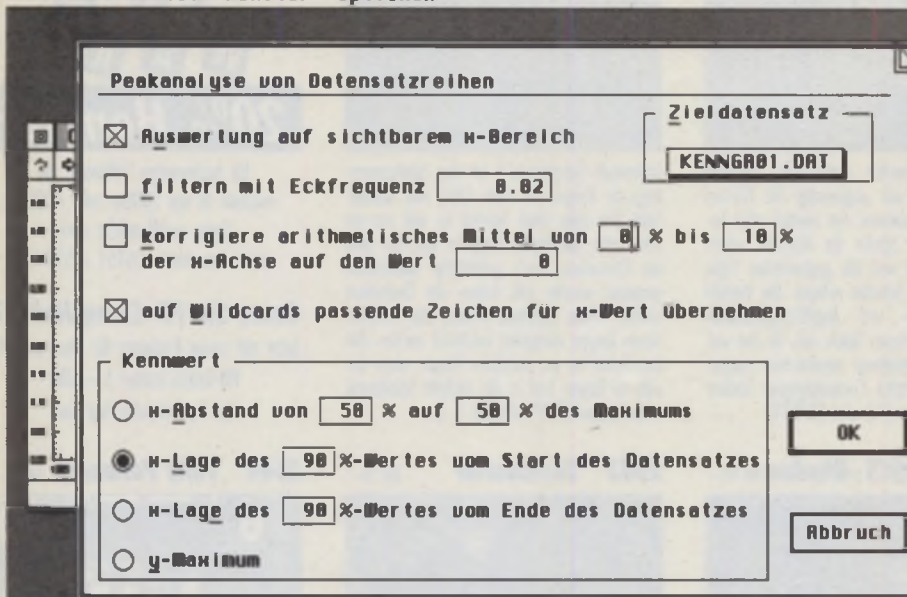 Peakanalyse von Datensatzreihen
Zieldatensatz
Auswertung auf sichtbarem x-Bereich
KENNGR01.DAT
filtern mit Eckfrequenz 0.02
korrigiere arithmetisches Mittel von 0 % bis 10 %
der x-Achse auf den Wert 0
auf Wildcards passende Zeichen für x-Wert übernehmen
Kennwert
x-Abstand von 50 % auf 50 % des Maximums
x-Lage des 90 %-Wertes vom Start des Datensatzes
x-Lage des 90 %-Wertes vom Ende des Datensatzes
y-Maximum
OK
Abbruch